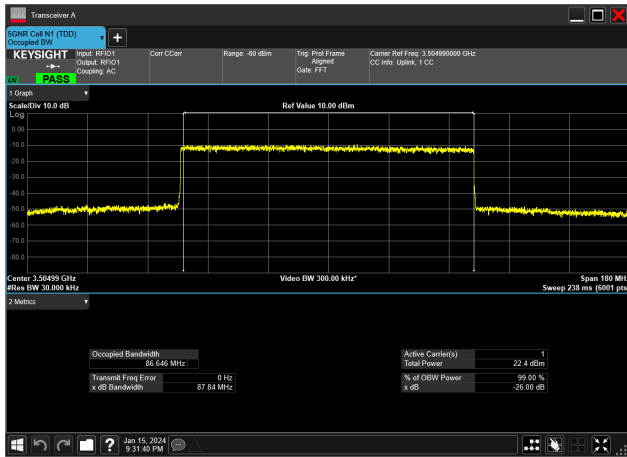 Transceiver A
5GNR Cell N1 (TDD)
Occupied BW
KEYSIGHT
PASS
Input: RFIO1
Output: RFIO1
Coupling: AC
Corr CCorr
Range: -60 dBm
Trig: Prot Frame
Aligned
Gate: FFT
Carrier Ref Freq: 3.504990000 GHz
CC Info: Uplink, 1 CC
1 Graph
Scale/Div 10.0 dB
Ref Value 10.00 dBm
Log
0.00
-10.0
-20.0
-30.0
-40.0
-50.0
-60.0
-70.0
-80.0
Center 3.50499 GHz
Video BW 300.00 kHz*
Span 180 MH
#Res BW 30.000 kHz
Sweep 238 ms (6001 pts
2 Metrics
Occupied Bandwidth
86.646 MHz
Transmit Freq Error 0 Hz
x dB Bandwidth 87.84 MHz
Active Carrier(s) 1
Total Power 22.4 dBm
% of OBW Power 99.00 %
x dB -26.00 dB
?
Jan 15, 2024
9:31:40 PM